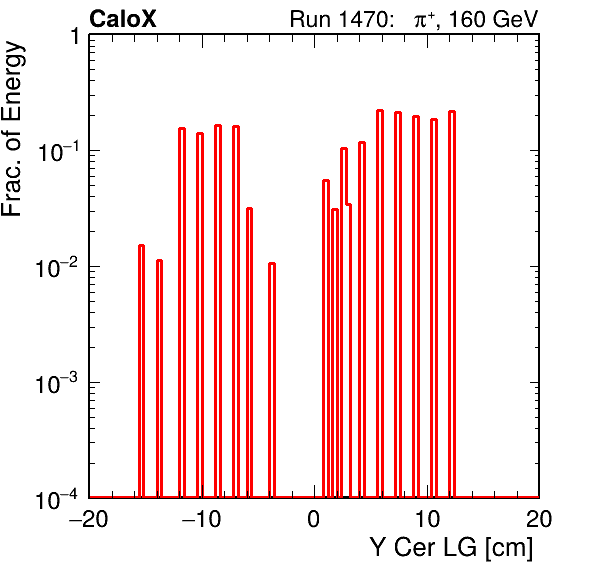 CaloX Run 1470: π⁺, 160 GeV
Frac. of Energy
1
10⁻¹
10⁻²
10⁻³
10⁻⁴
−20 −10 0 10 20
Y Cer LG [cm]